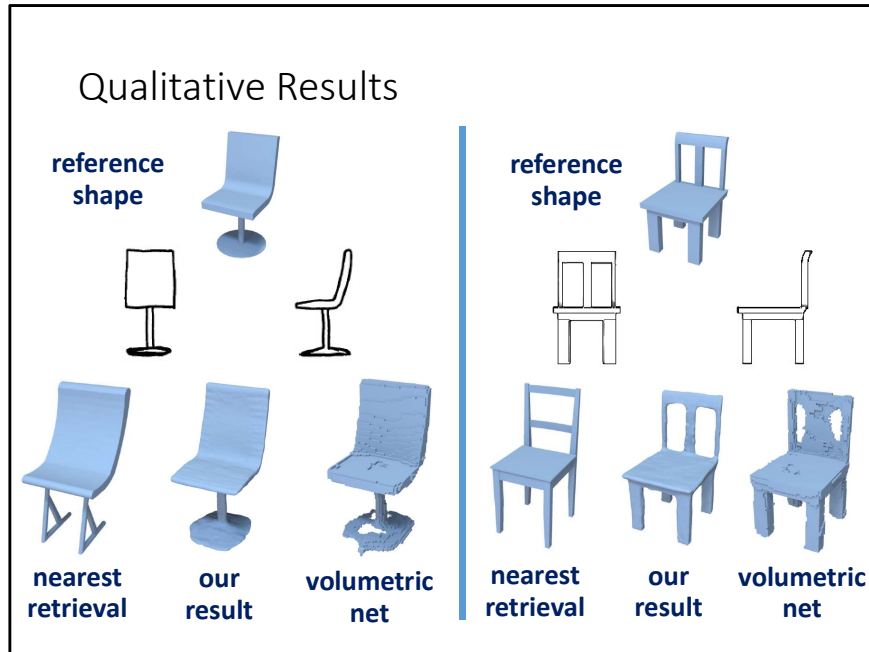 Qualitative Results
reference
shape
nearest
retrieval
our
result
volumetric
net
reference
shape
nearest
retrieval
our
result
volumetric
net